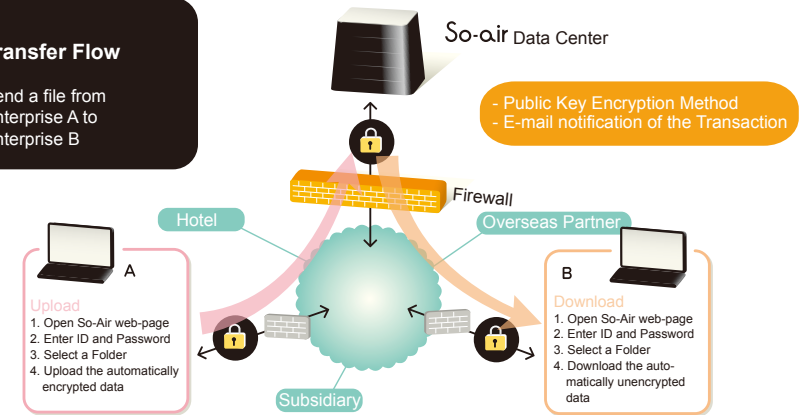 ransfer Flow
end a file from
nterprise A to
nterprise B
So-air Data Center
- Public Key Encryption Method
- E-mail notification of the Transaction
Firewall
Hotel
Overseas Partner
A
Upload
1. Open So-Air web-page
2. Enter ID and Password
3. Select a Folder
4. Upload the automatically
encrypted data
B
Download
1. Open So-Air web-page
2. Enter ID and Password
3. Select a Folder
4. Download the auto-
matically unencrypted
data
Subsidiary